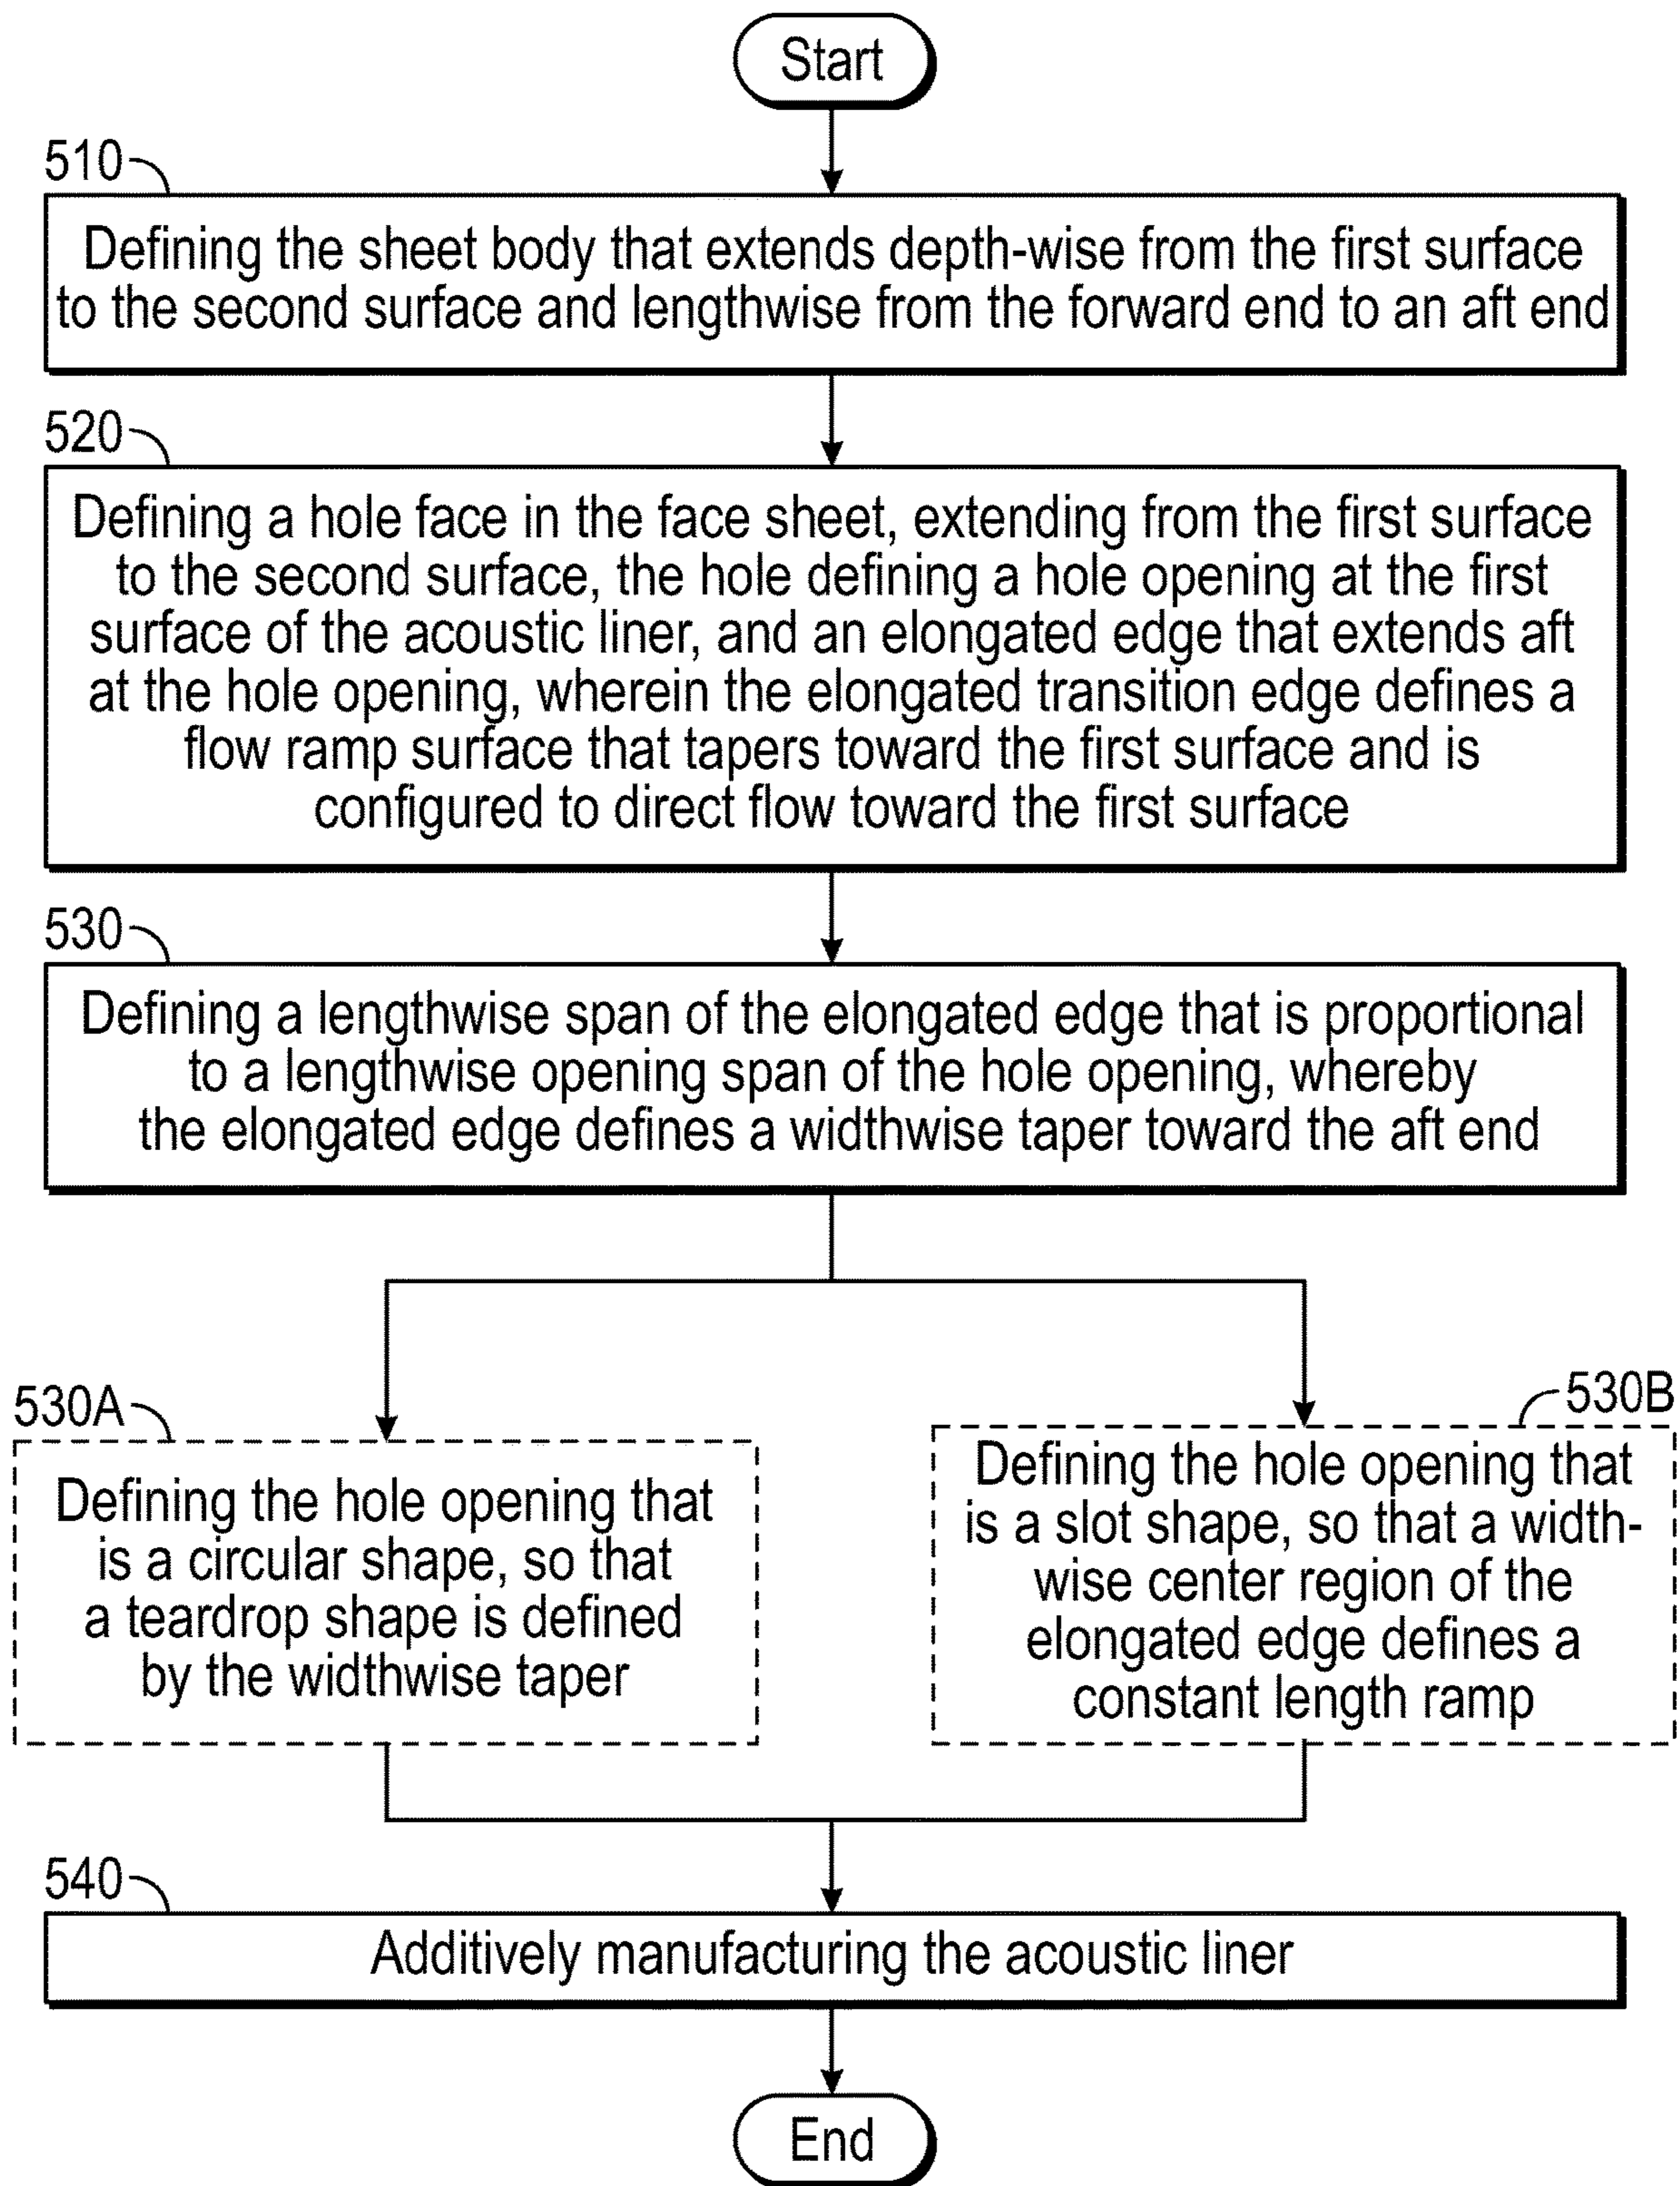 Start
510
Defining the sheet body that extends depth-wise from the first surface
to the second surface and lengthwise from the forward end to an aft end
520
Defining a hole face in the face sheet, extending from the first surface
to the second surface, the hole defining a hole opening at the first
surface of the acoustic liner, and an elongated edge that extends aft
at the hole opening, wherein the elongated transition edge defines a
flow ramp surface that tapers toward the first surface and is
configured to direct flow toward the first surface
530
Defining a lengthwise span of the elongated edge that is proportional
to a lengthwise opening span of the hole opening, whereby
the elongated edge defines a widthwise taper toward the aft end
530A
Defining the hole opening that
is a circular shape, so that
a teardrop shape is defined
by the widthwise taper
530B
Defining the hole opening that
is a slot shape, so that a width-
wise center region of the
elongated edge defines a
constant length ramp
540
Additively manufacturing the acoustic liner
End